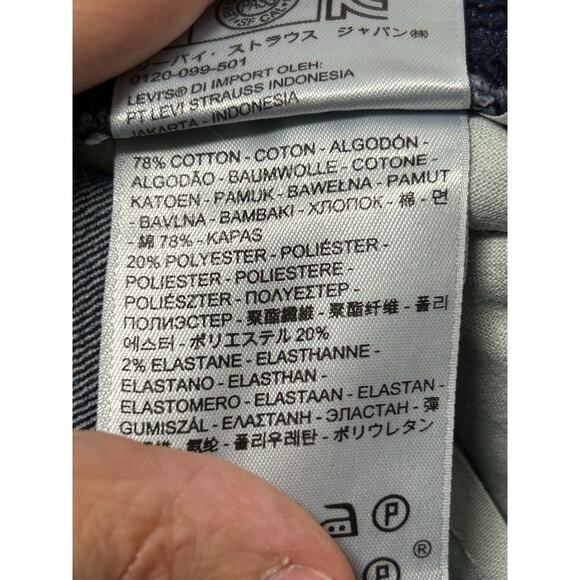 PASS
SF CAL
リーバイ・ストラウス ジャパン㈱
0120-099-501
LEVI'S® DI IMPORT OLEH:
PT LEVI STRAUSS INDONESIA
JAKARTA - INDONESIA
78% COTTON - COTON - ALGODÓN -
ALGODÃO - BAUMWOLLE - COTONE -
KATOEN - PAMUK - BAWEŁNA - PAMUT
- BAVLNA - BAMBAKI - ХЛОПОК - 棉 - 면
- 綿 78% - KAPAS
20% POLYESTER - POLIÉSTER -
POLIESTER - POLIESTERE -
POLIÉSZTER - ΠΟΛΥΕΣΤΕΡ -
ПОЛИЭСТЕР - 聚酯纖維 - 聚酯纤维 - 폴리
에스터 - ポリエステル 20%
2% ELASTANE - ELASTHANNE -
ELASTANO - ELASTHAN -
ELASTOMERO - ELASTAAN - ELASTAN -
GUMISZÁL - ΕΛΑΣΤΑΝΗ - ЭЛАСТАН - 彈
氨纶 - 폴리우레탄 - ポリウレタン
P
®
P